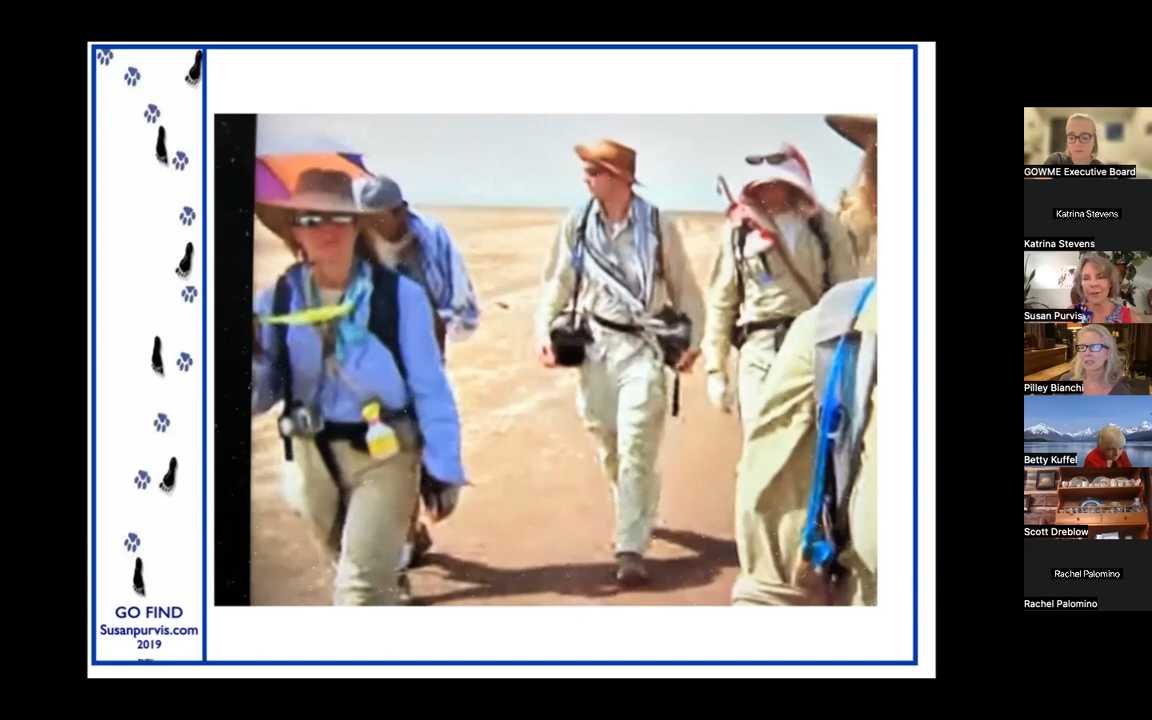 GO FIND
Susanpurvis.com
2019
GOWME Executive Board
Katrina Stevens
Katrina Stevens
Susan Purvis
Pilley Bianchi
Betty Kuffel
Scott Dreblow
Rachel Palomino
Rachel Palomino